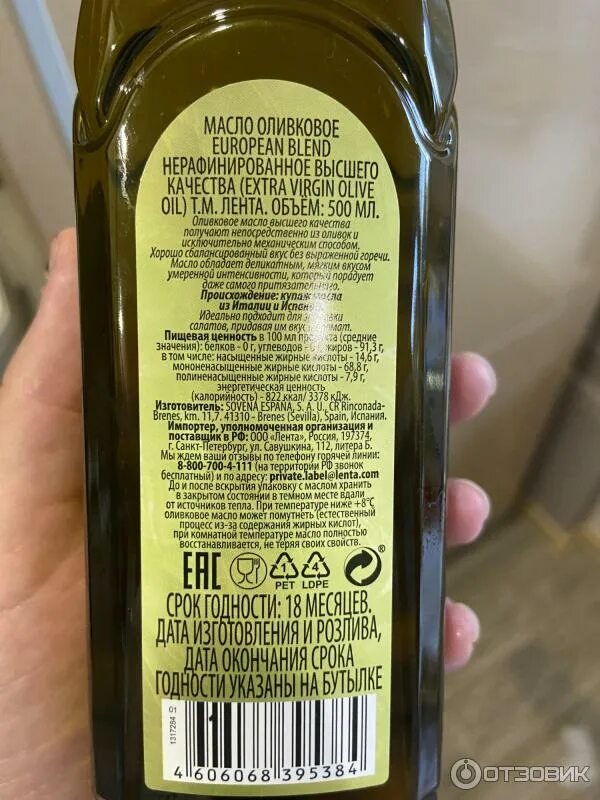 МАСЛО ОЛИВКОВОЕ
EUROPEAN BLEND
НЕРАФИНИРОВАННОЕ ВЫСШЕГО
КАЧЕСТВА (EXTRA VIRGIN OLIVE
OIL) Т.М. ЛЕНТА. ОБЪЕМ: 500 МЛ.
Оливковое масло высшего качества
получают непосредственно из оливок и
исключительно механическим способом.
Хорошо сбалансированный вкус без выраженной горечи.
Масло обладает деликатным, мягким вкусом
умеренной интенсивности, который порадует
даже самого притязательного.
Происхождение: купаж масла
из Италии и Испании.
Идеально подходит для заправки
салатов, придавая им вкус и аромат.
Пищевая ценность в 100 мл продукта (средние
значения): белков - 0 г, углеводов - 0 г, жиров - 91,3 г,
в том числе: насыщенные жирные кислоты - 14,6 г,
мононенасыщенные жирные кислоты - 68,8 г,
полиненасыщенные жирные кислоты - 7,9 г,
энергетическая ценность
(калорийность) - 822 ккал/ 3378 кДж.
Изготовитель: SOVENA ESPANA, S. A. U., CR Rinconada-
Brenes, km. 11,7. 41310 - Brenes (Sevilla), Spain, Испания.
Импортер, уполномоченная организация и
поставщик в РФ: ООО «Лента», Россия, 197374,
г. Санкт-Петербург, ул. Савушкина, 112, литера Б.
Мы ждем ваши отзывы по телефону горячей линии:
8-800-700-4-111 (на территории РФ звонок
бесплатный) и по адресу: private.label@lenta.com
До и после вскрытия упаковку с маслом хранить
в закрытом состоянии в темном месте вдали
от источников тепла. При температуре ниже +8°C
оливковое масло может помутнеть (естественный
процесс из-за содержания жирных кислот),
при комнатной температуре масло полностью
восстанавливается, не теряя своих свойств.
EAC
1 4
PET LDPE
СРОК ГОДНОСТИ: 18 МЕСЯЦЕВ.
ДАТА ИЗГОТОВЛЕНИЯ И РОЗЛИВА,
ДАТА ОКОНЧАНИЯ СРОКА
ГОДНОСТИ УКАЗАНЫ НА БУТЫЛКЕ
1317284 01
1
4 606068 395384
ОТЗОВИК